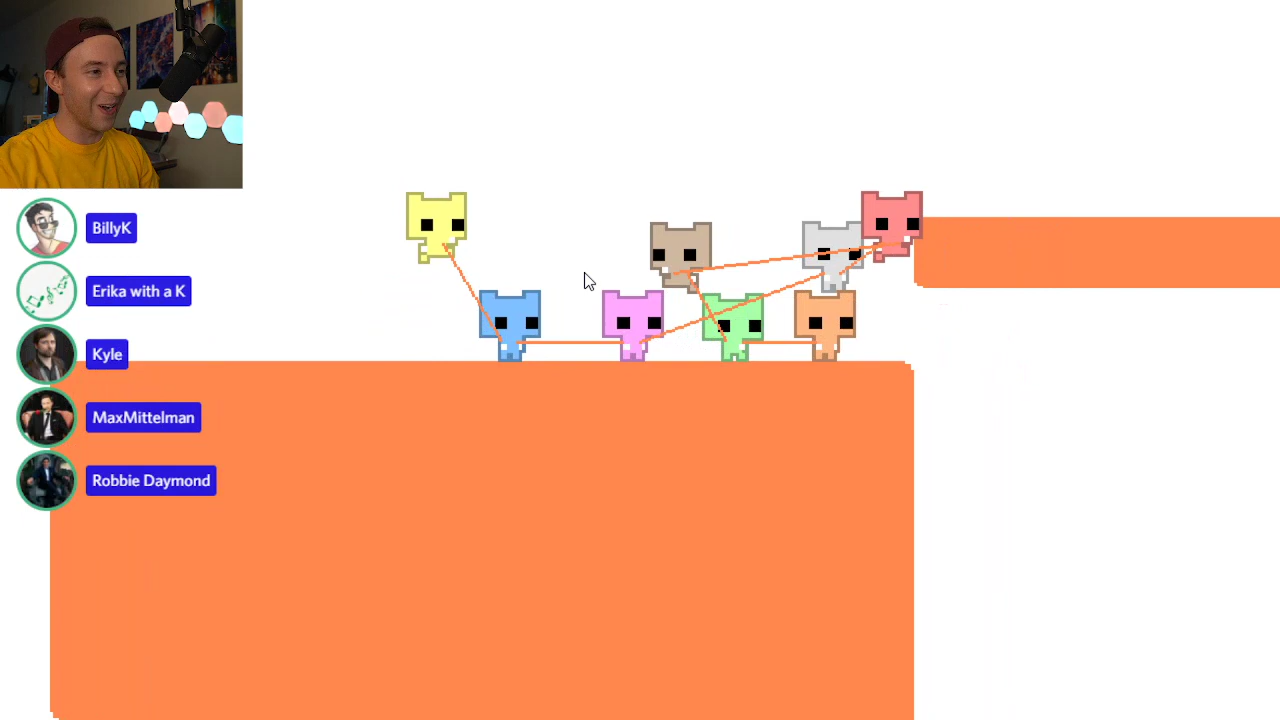 BillyK
Erika with a K
Kyle
MaxMittelman
Robbie Daymond